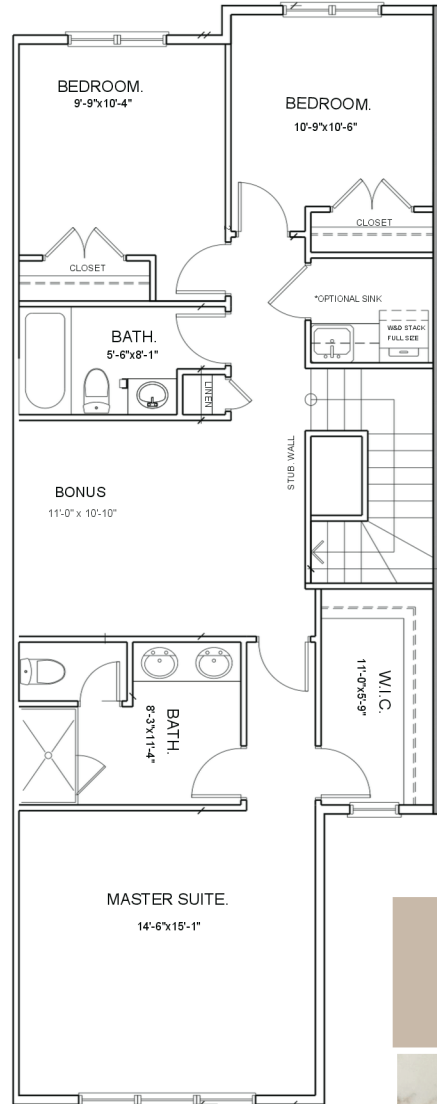 BEDROOM.
9'-9"x10'-4"
BEDROOM.
10'-9"x10'-6"
CLOSET
CLOSET
*OPTIONAL SINK
W&D STACK
FULL SIZE
BATH.
5'-6"x8'-1"
LINEN
STUB. WALL
BONUS
11'-0" x 10'-10"
W.I.C.
11'-0"x5'-9"
BATH.
8'-3"x11'-4"
MASTER SUITE.
14'-6"x15'-1"